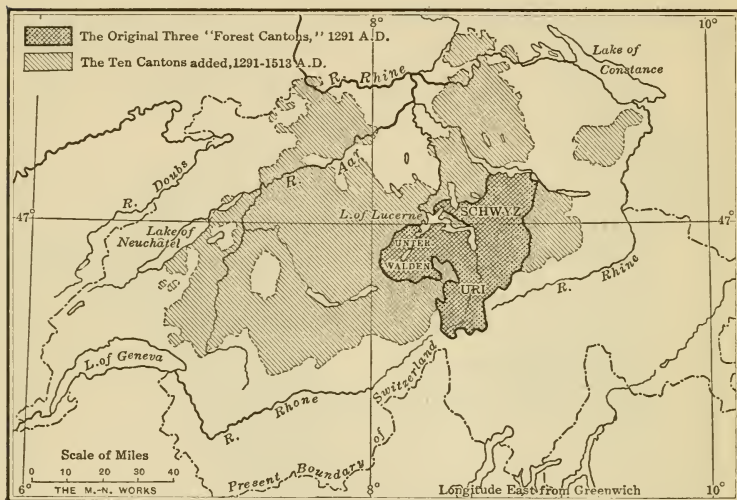 8°
10°
The Original Three "Forest Cantons," 1291 A.D.
The Ten Cantons added, 1291-1513 A.D.
R. Rhine
Lake of
Constance
R. Doubs
R. Aar
47°
47°
L. of Lucerne
SCHWYZ
Lake of
Neuchâtel
UNTER
WALDEN
URI
R. Rhine
L. of Geneva
R. Rhone
Present Boundary of Switzerland
Scale of Miles
0 10 20 30 40
6°
THE M.-N. WORKS
8°
Longitude East from Greenwich
10°